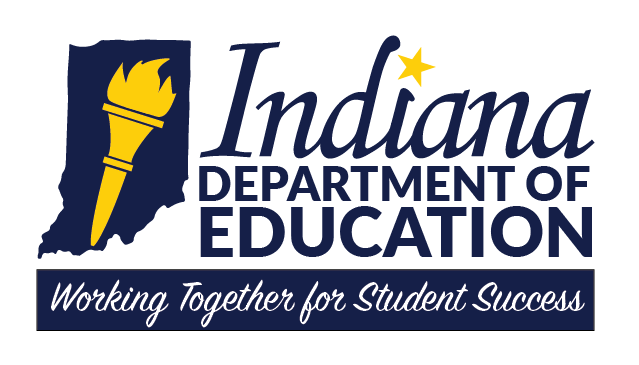 Indiana
DEPARTMENT OF
EDUCATION
Working Together for Student Success